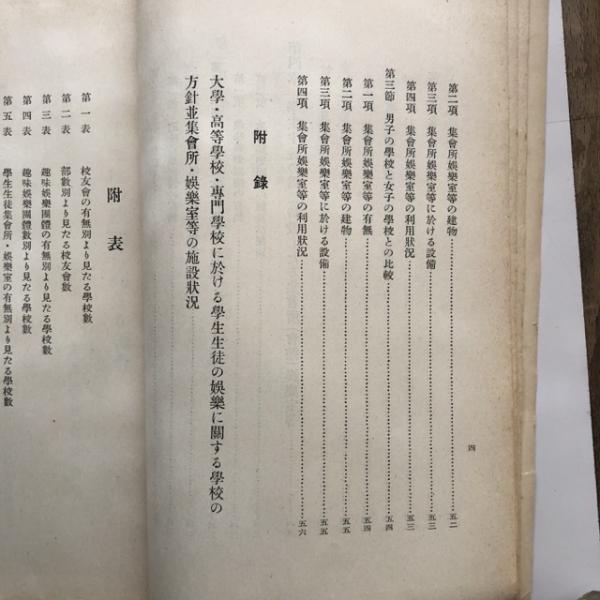 第二項 集會所娛樂室等の建物……五二
第三項 集會所娛樂室等に於ける設備……五三
第四項 集會所娛樂室等の利用狀況……五三
第三節 男子の學校と女子の學校との比較……五四
第一項 集會所娛樂室等の有無……五四
第二項 集會所娛樂室等の建物……五五
第三項 集會所娛樂室等に於ける設備……五五
第四項 集會所娛樂室等の利用狀況……五六
附錄
大學・高等學校・專門學校に於ける學生生徒の娛樂に關する學校の
方針並集會所・娛樂室等の施設狀況……
四
附表
第一表 校友會の有無別より見たる學校數
第二表 部數別より見たる校友會數
第三表 趣味娛樂團體の有無別より見たる學校數
第四表 趣味娛樂團體數別より見たる學校數
第五表 學生生徒集會所・娛樂室の有無別より見たる學校數